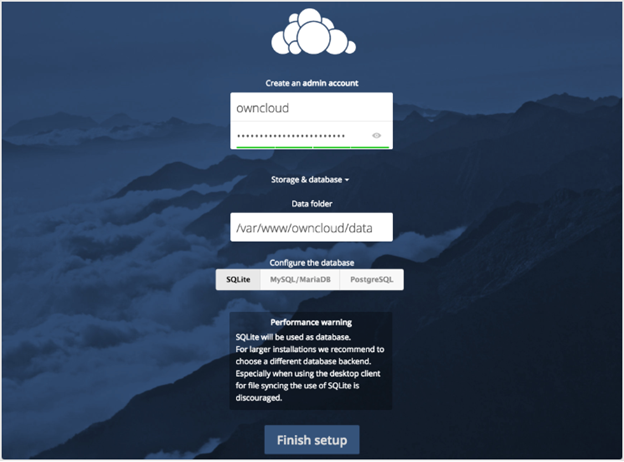 Create an admin account
owncloud
••••••••••••••••••••••••
Storage & database
Data folder
/var/www/owncloud/data
Configure the database
SQLite MySQL/MariaDB PostgreSQL
Performance warning
SQLite will be used as database.
For larger installations we recommend to
choose a different database backend.
Especially when using the desktop client
for file syncing the use of SQLite is
discouraged.
Finish setup